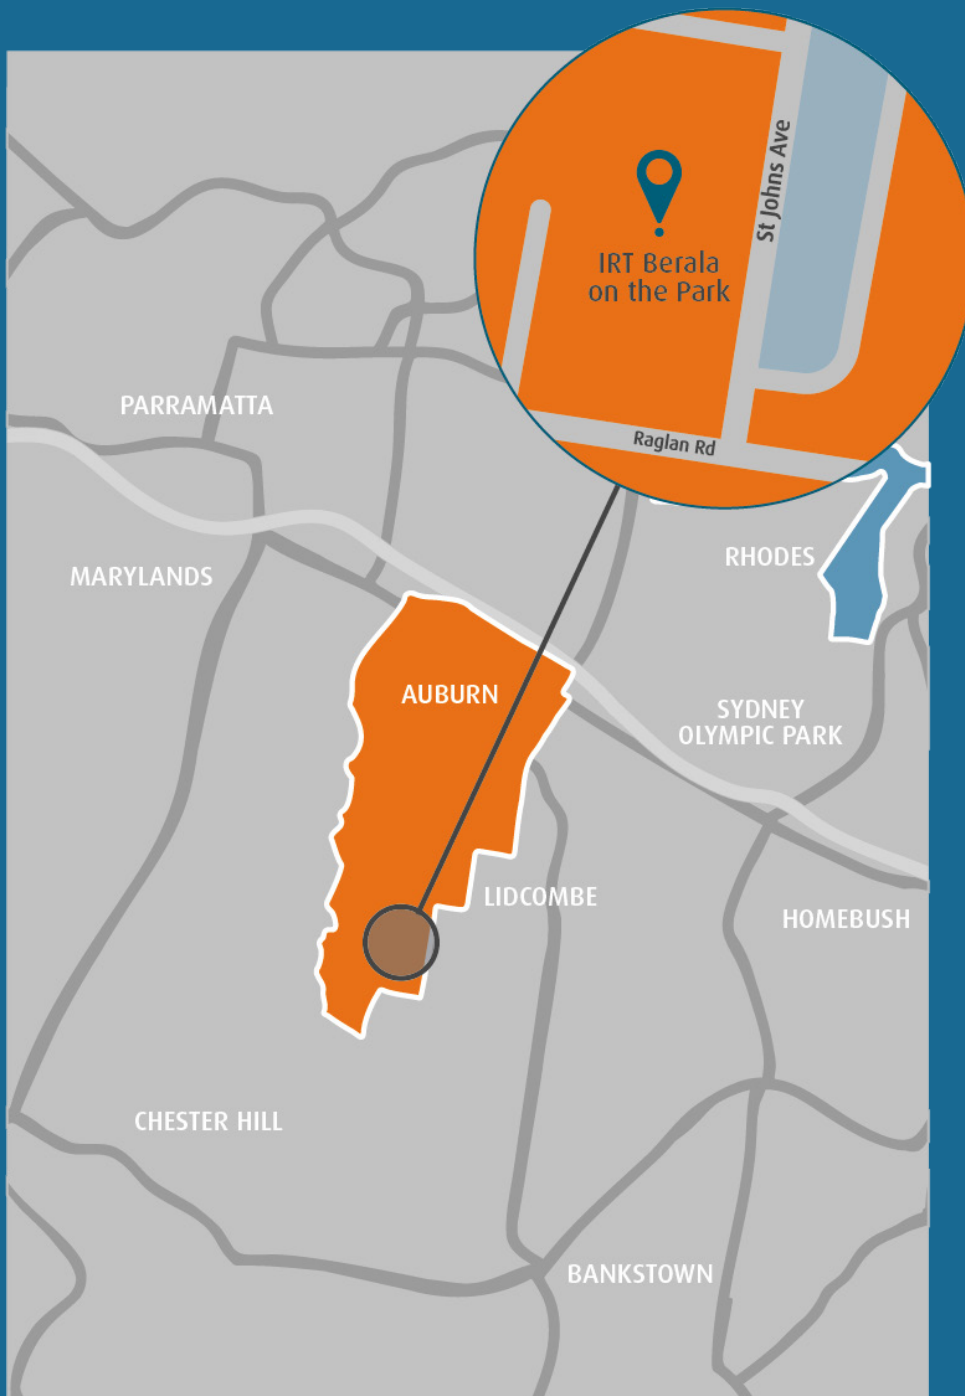 St Johns Ave
IRT Berala
on the Park
Raglan Rd
PARRAMATTA
MARYLANDS
RHODES
AUBURN
SYDNEY
OLYMPIC PARK
LIDCOMBE
HOMEBUSH
CHESTER HILL
BANKSTOWN